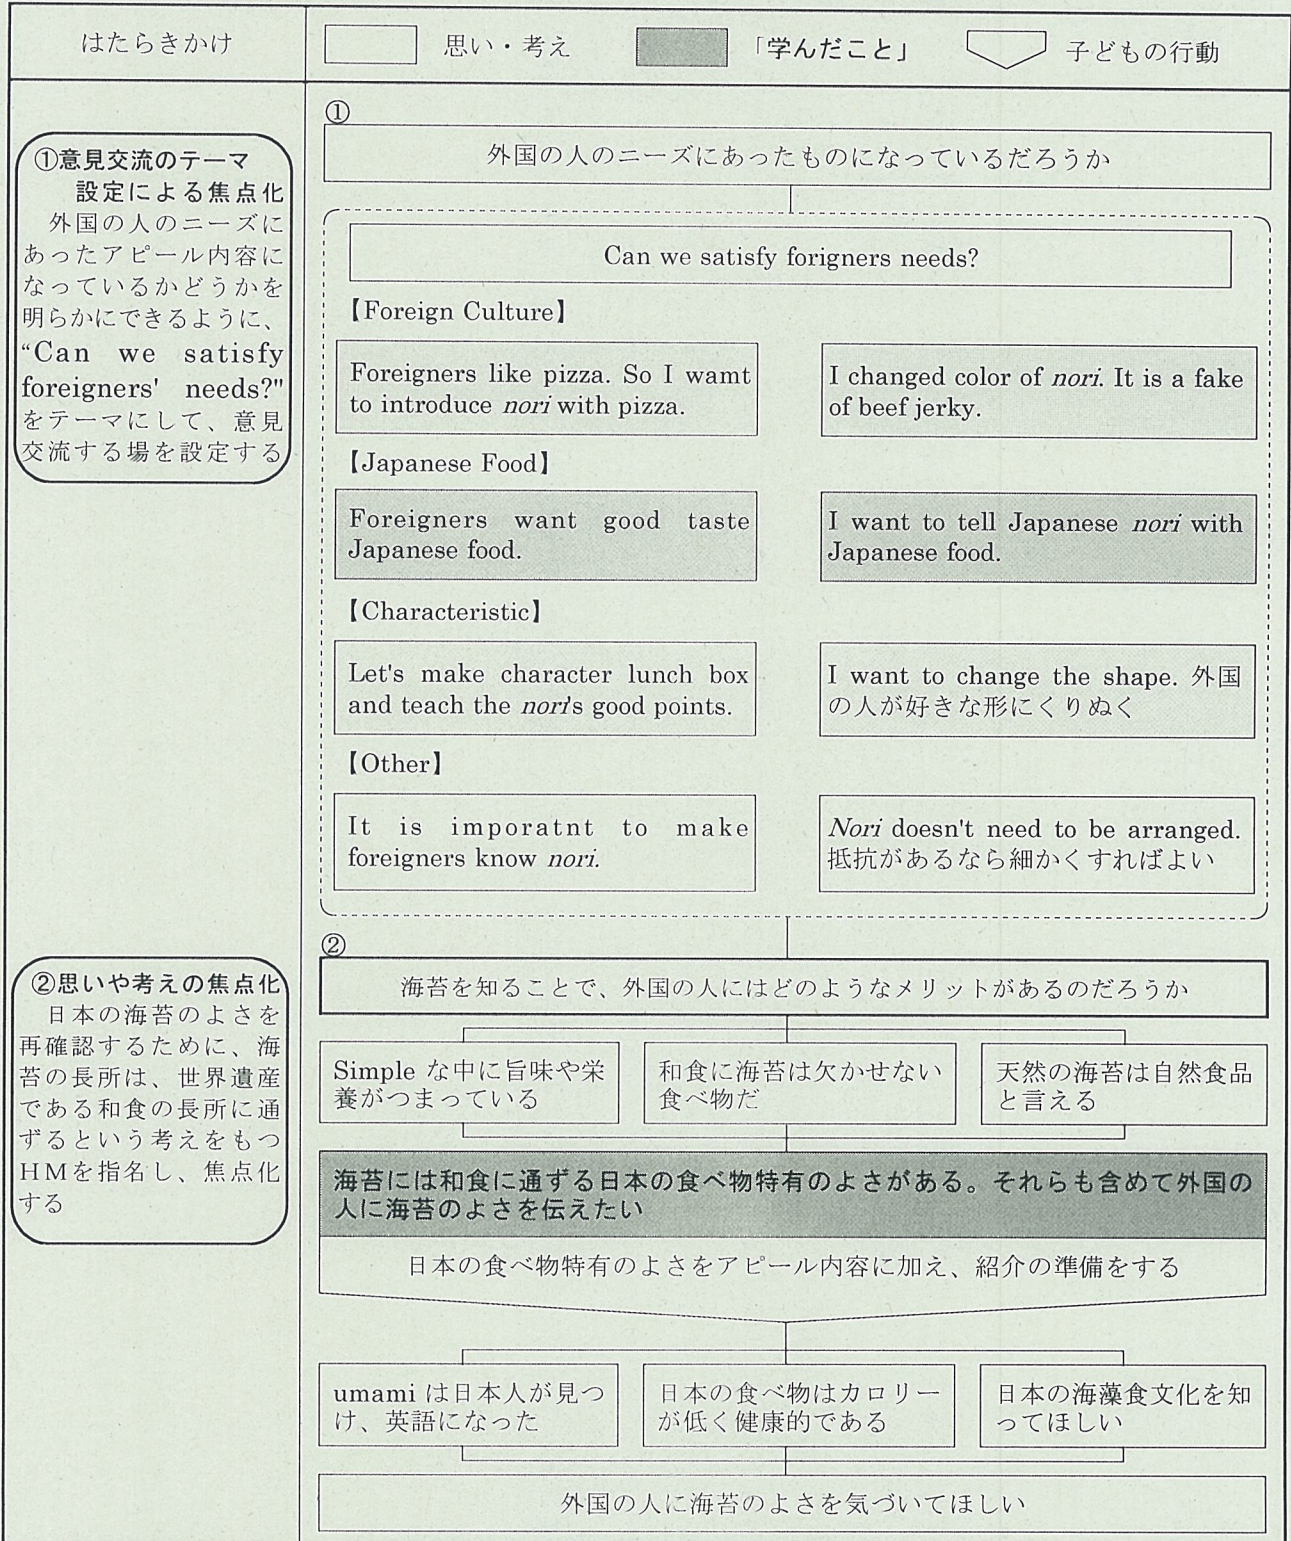 はたらきかけ
思い・考え
「学んだこと」
子どもの行動
①意見交流のテーマ
設定による焦点化
外国の人のニーズに
あったアピール内容に
なっているかどうかを
明らかにできるように、
“Can we satisfy
foreigners' needs?"
をテーマにして、意見
交流する場を設定する
①
外国の人のニーズにあったものになっているだろうか
Can we satisfy forigners needs?
【Foreign Culture】
Foreigners like pizza. So I wamt
to introduce nori with pizza.
I changed color of nori. It is a fake
of beef jerky.
【Japanese Food】
Foreigners want good taste
Japanese food.
I want to tell Japanese nori with
Japanese food.
【Characteristic】
Let's make character lunch box
and teach the nori's good points.
I want to change the shape. 外国
の人が好きな形にくりぬく
【Other】
It is imporatnt to make
foreigners know nori.
Nori doesn't need to be arranged.
抵抗があるなら細かくすればよい
②思いや考えの焦点化
日本の海苔のよさを
再確認するために、海
苔の長所は、世界遺産
である和食の長所に通
ずるという考えをもつ
HMを指名し、焦点化
する
②
海苔を知ることで、外国の人にはどのようなメリットがあるのだろうか
Simple な中に旨味や栄
養がつまっている
和食に海苔は欠かせない
食べ物だ
天然の海苔は自然食品
と言える
海苔には和食に通ずる日本の食べ物特有のよさがある。それらも含めて外国の
人に海苔のよさを伝えたい
日本の食べ物特有のよさをアピール内容に加え、紹介の準備をする
umami は日本人が見つ
け、英語になった
日本の食べ物はカロリー
が低く健康的である
日本の海藻食文化を知
ってほしい
外国の人に海苔のよさを気づいてほしい